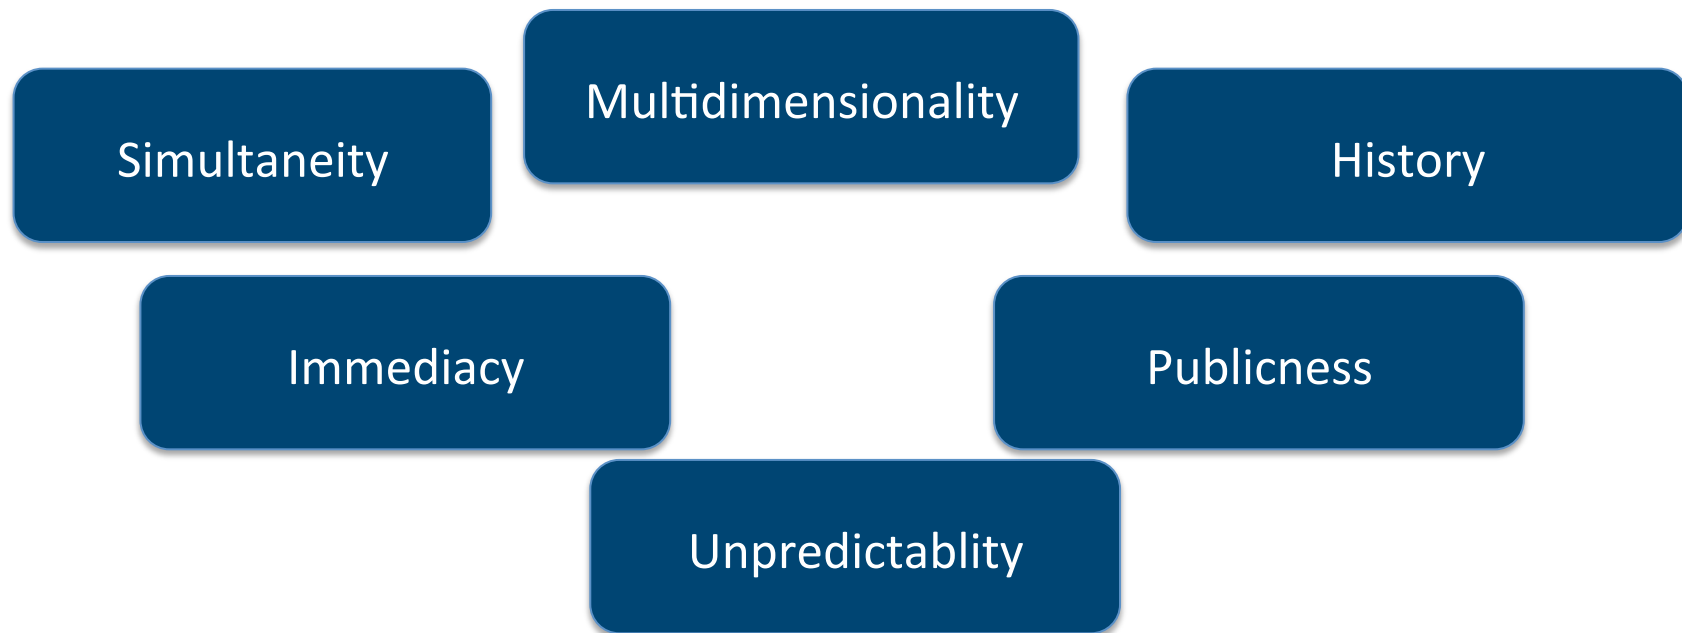 Multidimensionality
Simultaneity
History
Immediacy
Publicness
Unpredictablity